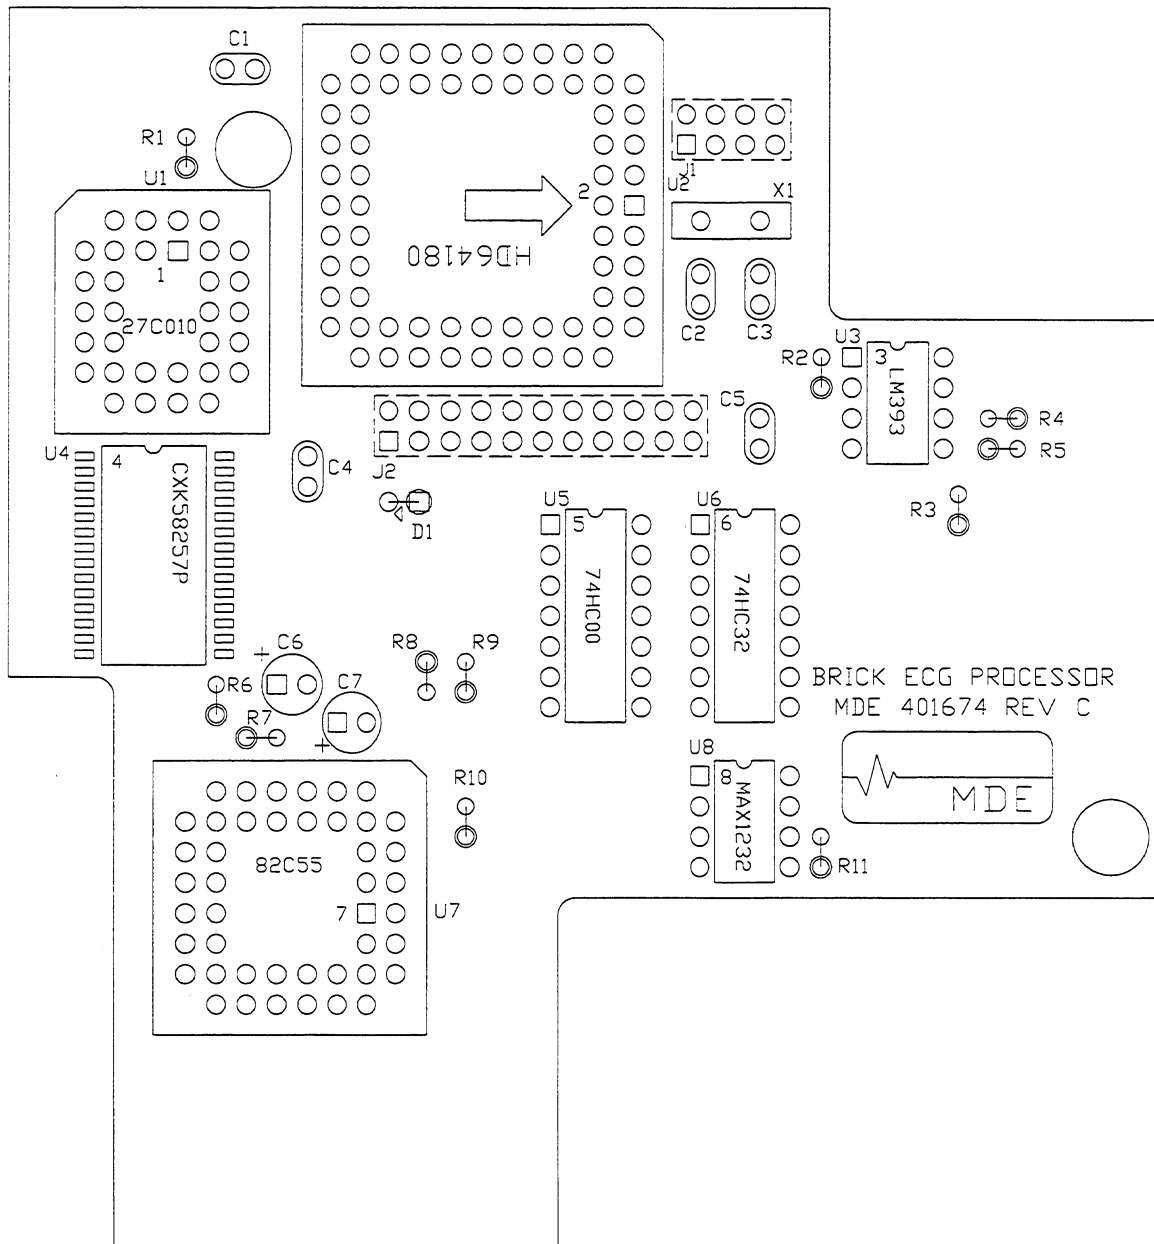 C1
R1
U1
1
27C010
2
HD64180
J1
U2
X1
C2
C3
U3
R2
3
LM393
R4
R5
R3
C5
J2
U4
4
CXK58257P
C4
D1
U5
5
74HC00
U6
6
74HC32
+
C6
R8
R9
R6
C7
R7
+
BRICK ECG PROCESSOR
MDE 401674 REV C
MDE
U8
8
MAX1232
R11
R10
82C55
7
U7